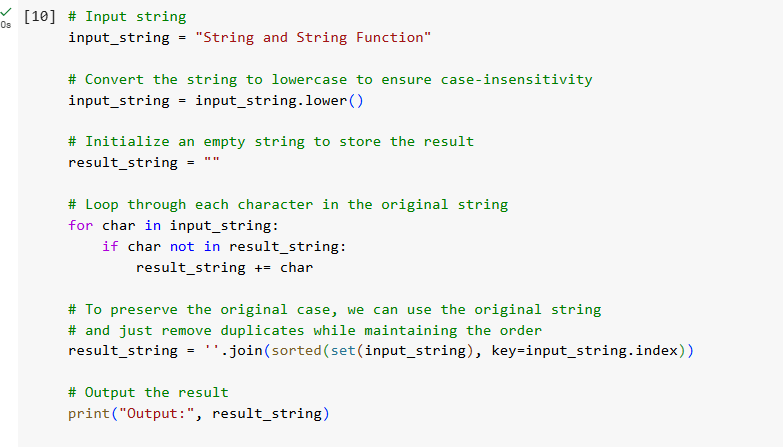 [10] # Input string
0s
input_string = "String and String Function"
# Convert the string to lowercase to ensure case-insensitivity
input_string = input_string.lower()
# Initialize an empty string to store the result
result_string = ""
# Loop through each character in the original string
for char in input_string:
    if char not in result_string:
        result_string += char
# To preserve the original case, we can use the original string
# and just remove duplicates while maintaining the order
result_string = ''.join(sorted(set(input_string), key=input_string.index))
# Output the result
print("Output:", result_string)